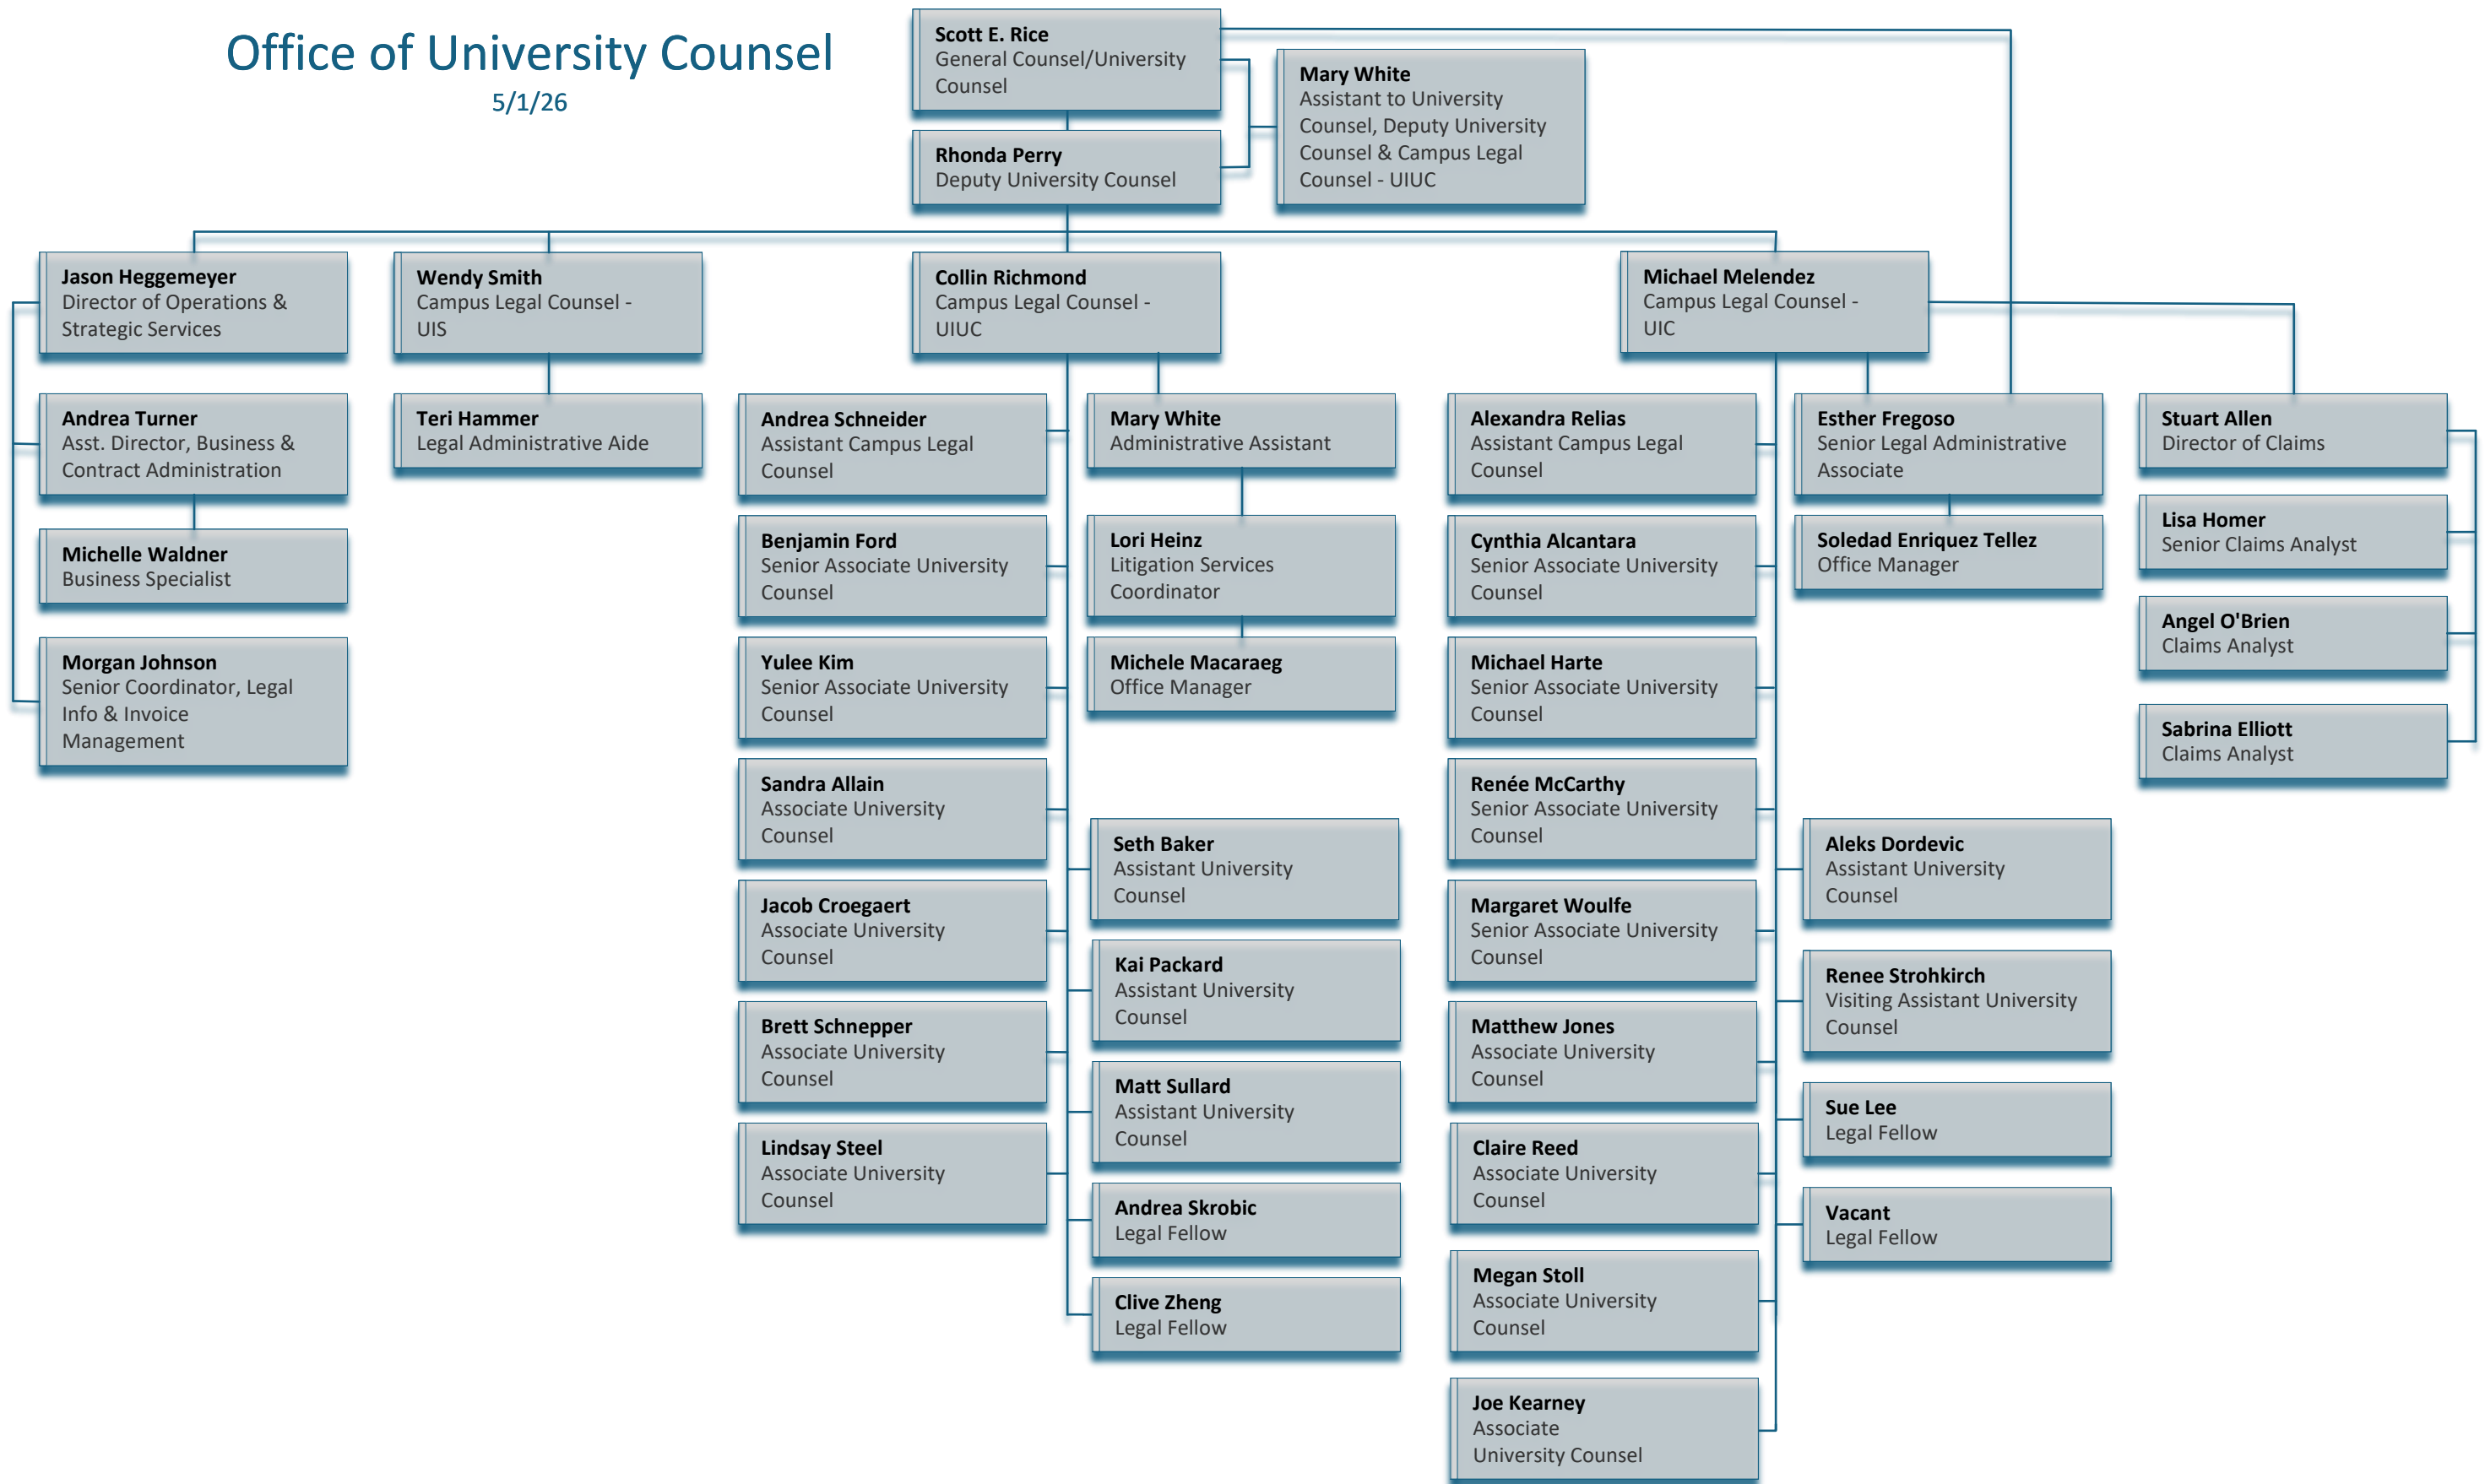 Office of University Counsel
5/1/26
Scott E. Rice
General Counsel/University
Counsel
Mary White
Assistant to University
Counsel, Deputy University
Counsel & Campus Legal
Counsel - UIUC
Rhonda Perry
Deputy University Counsel
Jason Heggemeyer
Director of Operations &
Strategic Services
Wendy Smith
Campus Legal Counsel -
UIS
Collin Richmond
Campus Legal Counsel -
UIUC
Michael Melendez
Campus Legal Counsel -
UIC
Andrea Turner
Asst. Director, Business &
Contract Administration
Michelle Waldner
Business Specialist
Morgan Johnson
Senior Coordinator, Legal
Info & Invoice
Management
Teri Hammer
Legal Administrative Aide
Andrea Schneider
Assistant Campus Legal
Counsel
Benjamin Ford
Senior Associate University
Counsel
Yulee Kim
Senior Associate University
Counsel
Sandra Allain
Associate University
Counsel
Jacob Croegaert
Associate University
Counsel
Brett Schnepper
Associate University
Counsel
Lindsay Steel
Associate University
Counsel
Mary White
Administrative Assistant
Lori Heinz
Litigation Services
Coordinator
Michele Macaraeg
Office Manager
Seth Baker
Assistant University
Counsel
Kai Packard
Assistant University
Counsel
Matt Sullard
Assistant University
Counsel
Andrea Skrobic
Legal Fellow
Clive Zheng
Legal Fellow
Alexandra Relias
Assistant Campus Legal
Counsel
Cynthia Alcantara
Senior Associate University
Counsel
Michael Harte
Senior Associate University
Counsel
Renée McCarthy
Senior Associate University
Counsel
Margaret Woulfe
Senior Associate University
Counsel
Matthew Jones
Associate University
Counsel
Claire Reed
Associate University
Counsel
Megan Stoll
Associate University
Counsel
Joe Kearney
Associate
University Counsel
Esther Fregoso
Senior Legal Administrative
Associate
Soledad Enriquez Tellez
Office Manager
Aleks Dordevic
Assistant University
Counsel
Renee Strohkirch
Visiting Assistant University
Counsel
Sue Lee
Legal Fellow
Vacant
Legal Fellow
Stuart Allen
Director of Claims
Lisa Homer
Senior Claims Analyst
Angel O'Brien
Claims Analyst
Sabrina Elliott
Claims Analyst